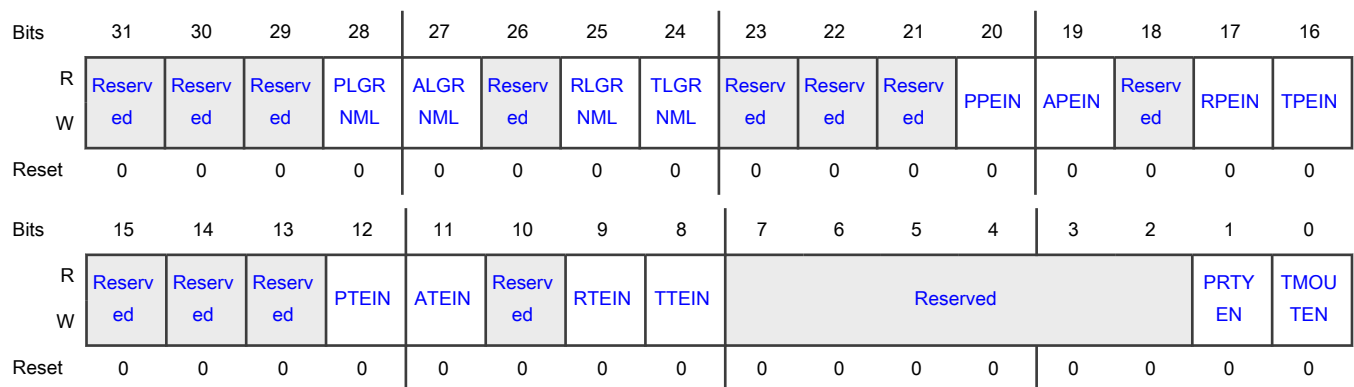 Bits 31 30 29 28 27 26 25 24 23 22 21 20 19 18 17 16
R Reserv Reserv Reserv PLGR ALGR Reserv RLGR TLGR Reserv Reserv Reserv PPEIN APEIN Reserv RPEIN TPEIN
W ed ed ed NML NML ed NML NML ed ed ed ed
Reset 0 0 0 0 0 0 0 0 0 0 0 0 0 0 0 0
Bits 15 14 13 12 11 10 9 8 7 6 5 4 3 2 1 0
R Reserv Reserv Reserv PTEIN ATEIN Reserv RTEIN TTEIN Reserved PRTY TMOU
W ed ed ed ed EN TEN
Reset 0 0 0 0 0 0 0 0 0 0 0 0 0 0 0 0